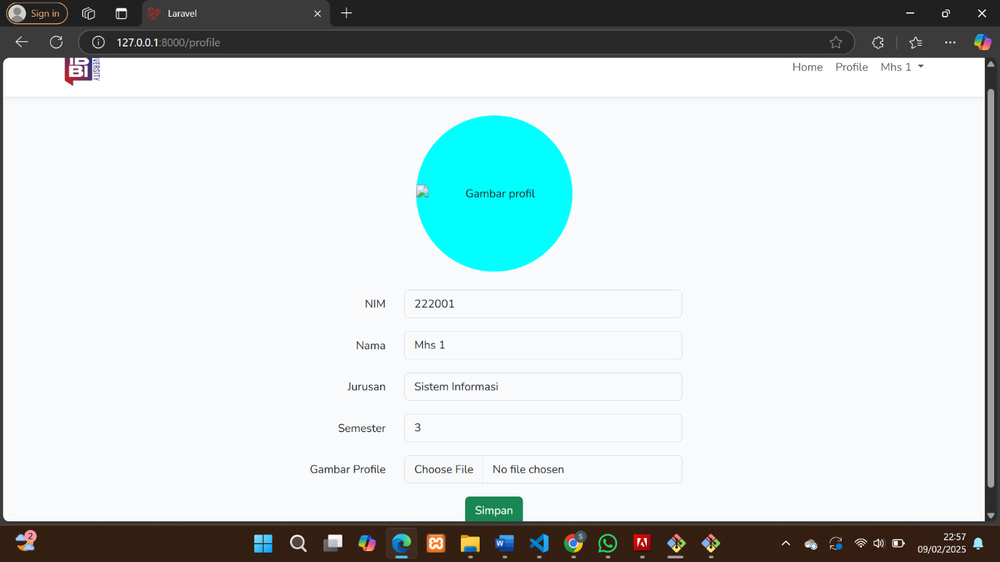 Sign in
Laravel
127.0.0.1:8000/profile
IBBI
VERSITY
Home Profile Mhs 1
Gambar profil
NIM 222001
Nama Mhs 1
Jurusan Sistem Informasi
Semester 3
Gambar Profile Choose File No file chosen
Simpan
2
S
22:57
09/02/2025